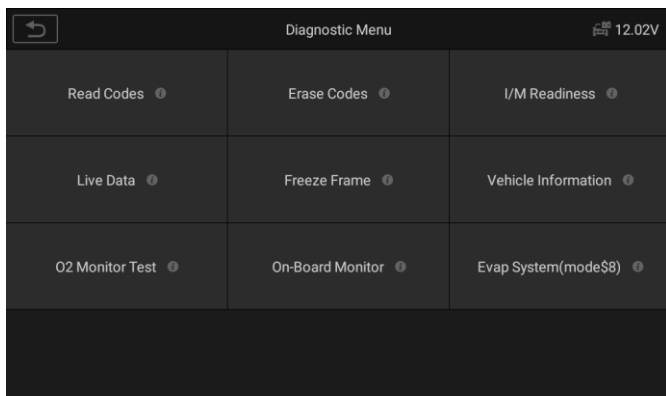 Diagnostic Menu 12.02V
Read Codes Erase Codes I/M Readiness
Live Data Freeze Frame Vehicle Information
O2 Monitor Test On-Board Monitor Evap System(mode$8)